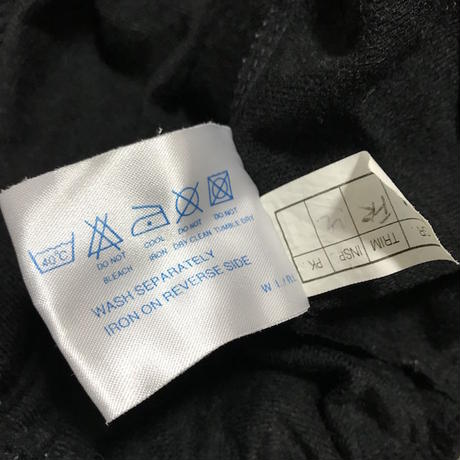 40°C
DO NOT BLEACH
COOL IRON
DO NOT DRY CLEAN
DO NOT TUMBLE DRY
WASH SEPARATELY
IRON ON REVERSE SIDE
TRIM
INSP.
PK